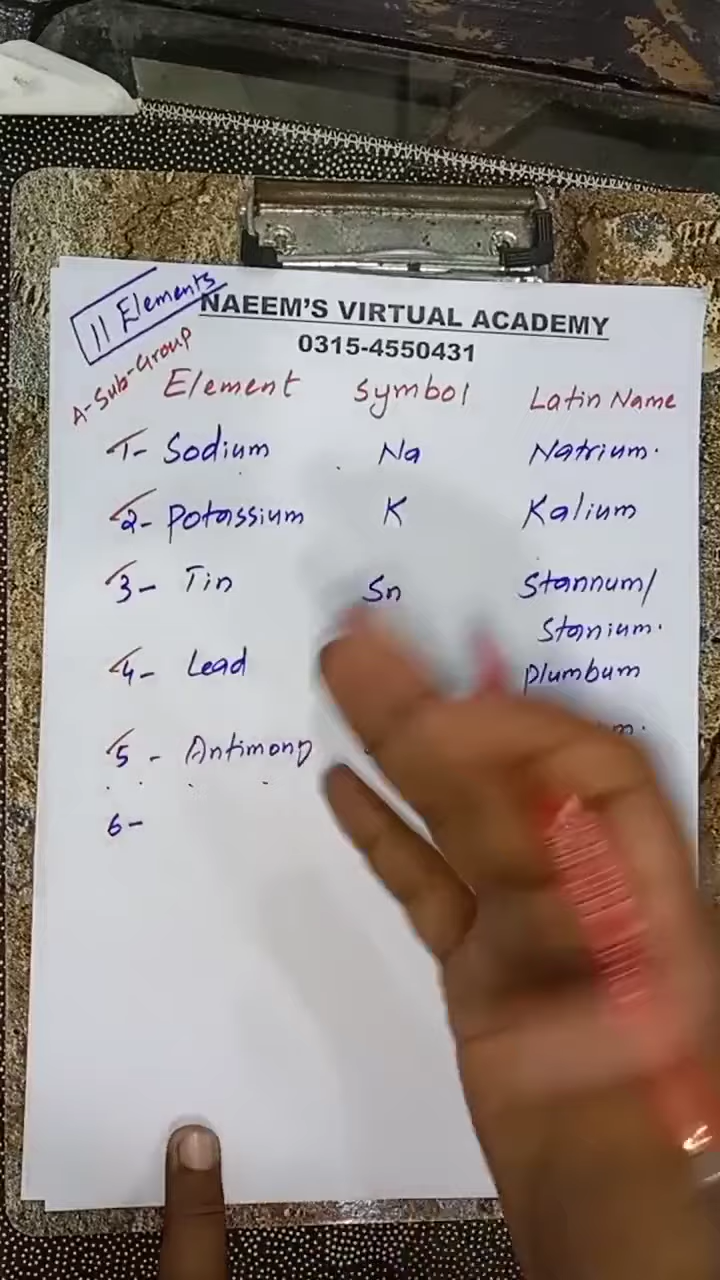 11 Elements
NAEEM'S VIRTUAL ACADEMY
0315-4550431
A-Sub-Group
Element Symbol Latin Name
1- Sodium Na Natrium.
2- Potassium K Kalium
3- Tin Sn Stannum/
Stanium.
4- Lead Plumbum
5- Antimony
6-